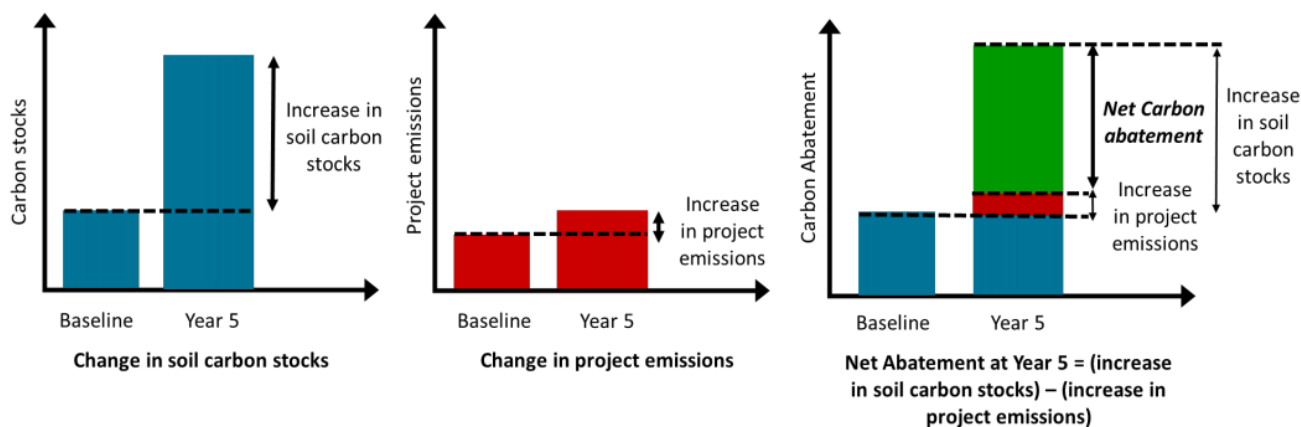 Carbon stocks
Increase in
soil carbon
stocks
Baseline
Year 5
Change in soil carbon stocks
Project emissions
Increase
in project
emissions
Baseline
Year 5
Change in project emissions
Carbon Abatement
Net Carbon
abatement
Increase
in soil
carbon
stocks
Increase
in project
emissions
Baseline
Year 5
Net Abatement at Year 5 = (increase
in soil carbon stocks) – (increase in
project emissions)